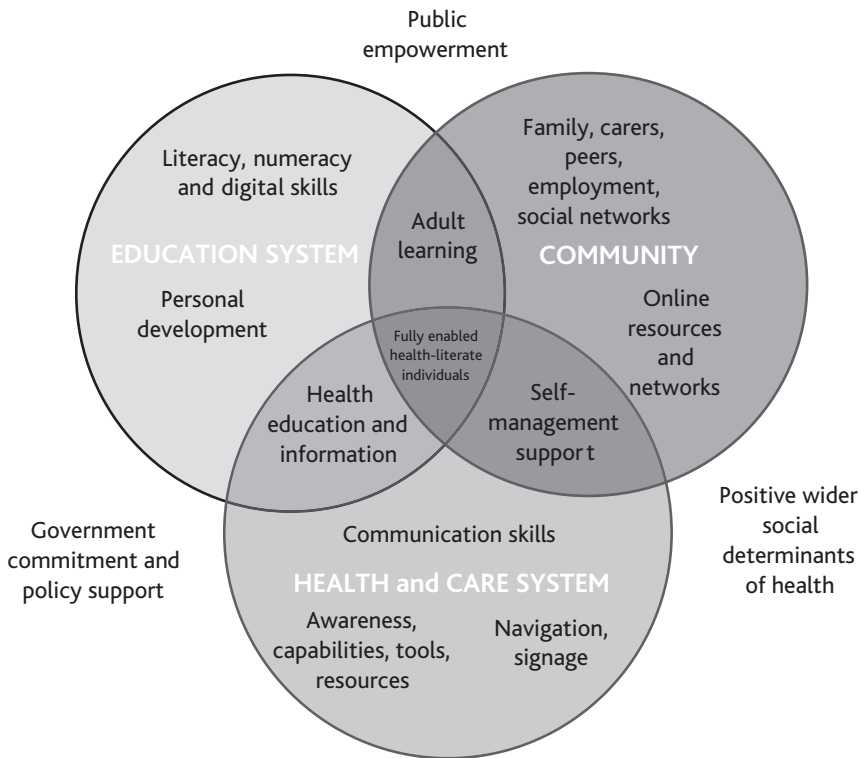 Public
empowerment
Literacy, numeracy
and digital skills
EDUCATION SYSTEM
Personal
development
Adult
learning
Family, carers,
peers,
employment,
social networks
COMMUNITY
Online
resources
and
networks
Fully enabled
health-literate
individuals
Health
education and
information
Self-
management
support
Government
commitment and
policy support
Positive wider
social
determinants
of health
Communication skills
HEALTH and CARE SYSTEM
Awareness,
capabilities, tools,
resources
Navigation,
signage